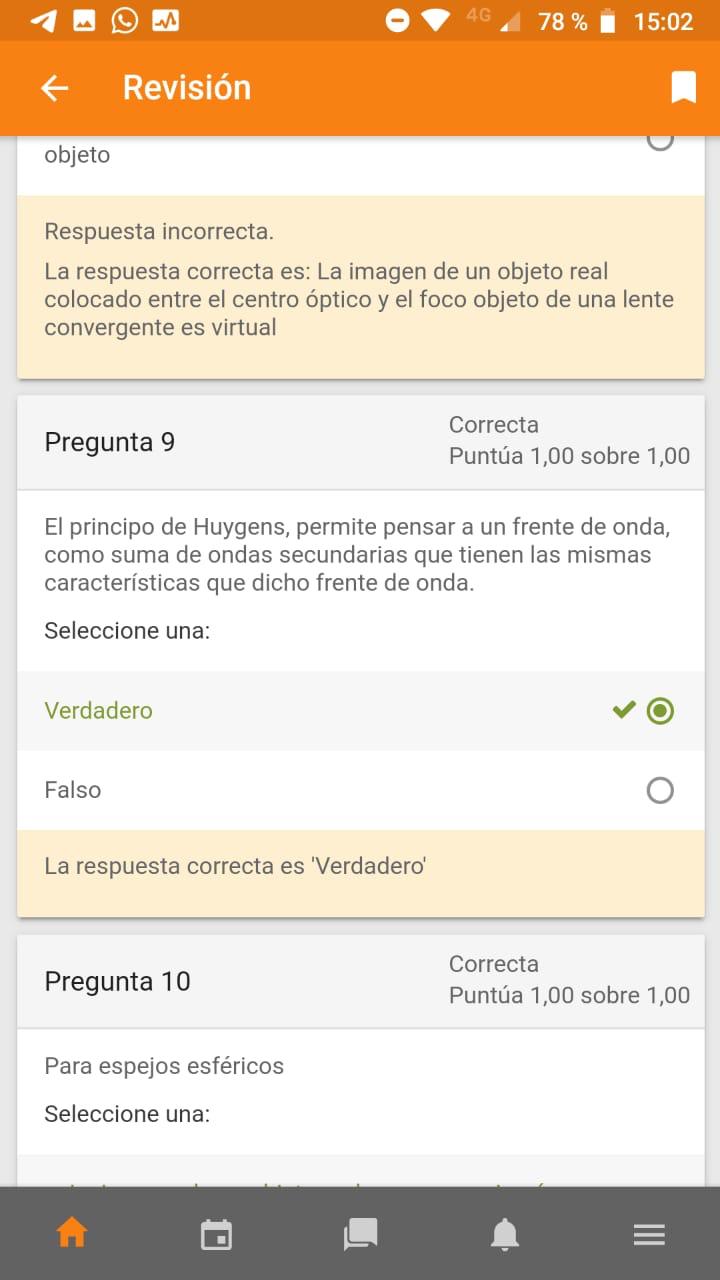 4G 78 % 15:02
Revisión
objeto
Respuesta incorrecta.
La respuesta correcta es: La imagen de un objeto real
colocado entre el centro óptico y el foco objeto de una lente
convergente es virtual
Pregunta 9
Correcta
Puntúa 1,00 sobre 1,00
El principo de Huygens, permite pensar a un frente de onda,
como suma de ondas secundarias que tienen las mismas
características que dicho frente de onda.
Seleccione una:
Verdadero
Falso
La respuesta correcta es 'Verdadero'
Pregunta 10
Correcta
Puntúa 1,00 sobre 1,00
Para espejos esféricos
Seleccione una: